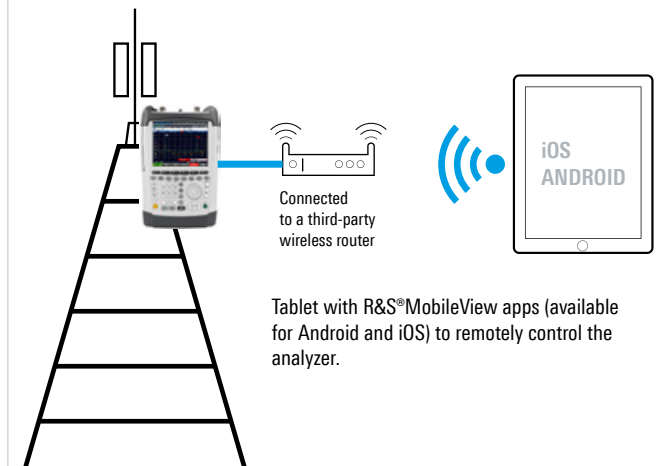 iOS
ANDROID
Connected
to a third-party
wireless router
Tablet with R&S®MobileView apps (available
for Android and iOS) to remotely control the
analyzer.